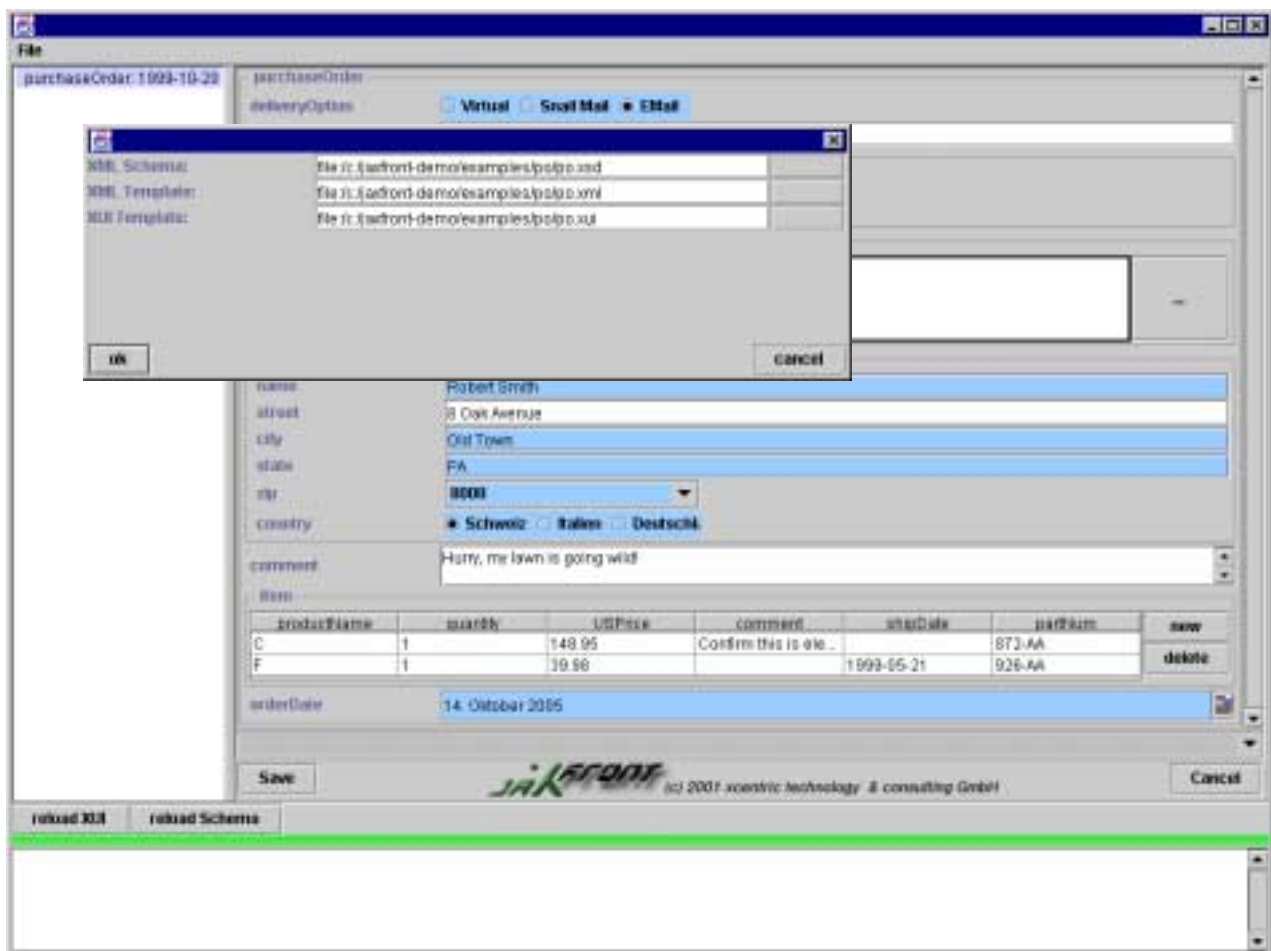 File
purchaseOrder: 1999-10-20
purchaseOrder
deliveryOption Virtual Snail Mail EMail
XML Schema: file:/c:/jaxfront-demo/examples/po/po.xsd
XML Template: file:/c:/jaxfront-demo/examples/po/po.xml
XUI Template: file:/c:/jaxfront-demo/examples/po/po.xui
...
ok cancel
name Robert Smith
street 8 Oak Avenue
city Old Town
state PA
zip 8000
country Schweiz Italien Deutschl.
comment Hurry, my lawn is going wild!
item
productName quantity USPrice comment shipDate partNum new
C 1 148.95 Confirm this is ele... 872-AA
F 1 39.98 1999-05-21 926-AA delete
orderDate 14. Oktober 2005
Save (c) 2001 xcentric technology & consulting GmbH Cancel
reload XUI reload Schema